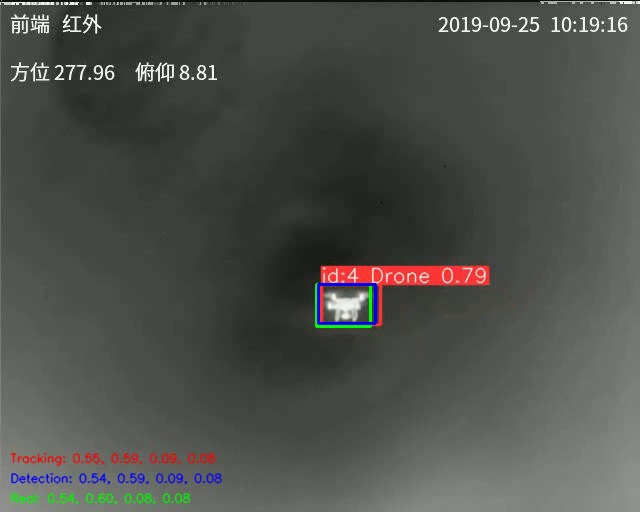 前端 红外 2019-09-25 10:19:16
方位 277.96 俯仰 8.81
id:4 Drone 0.79
Tracking: 0.55, 0.59, 0.09, 0.08
Detection: 0.54, 0.59, 0.09, 0.08
Real: 0.54, 0.60, 0.08, 0.08